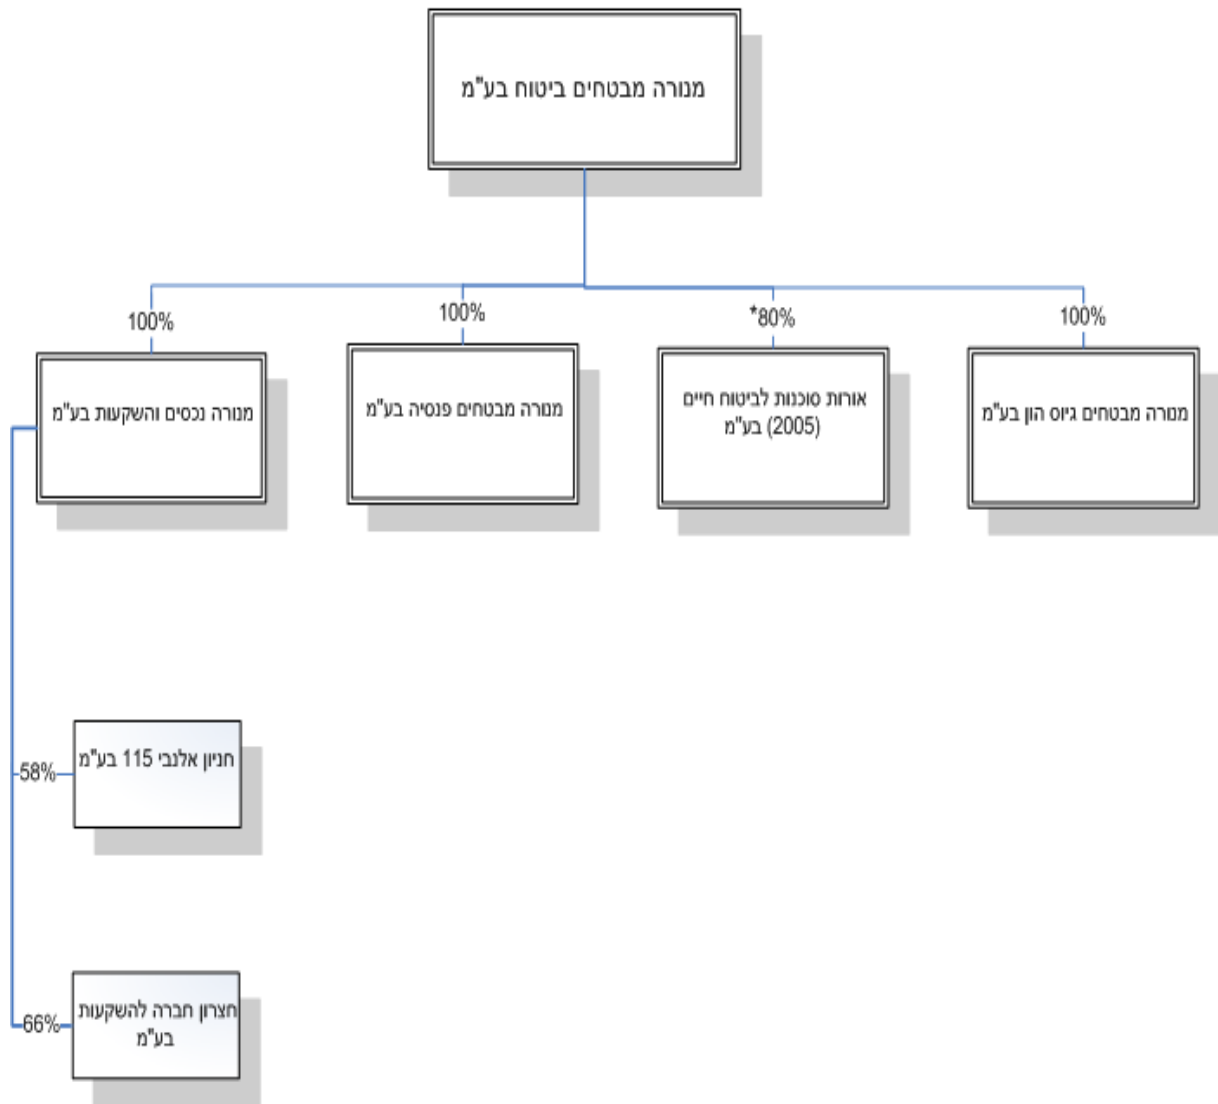 מנורה מבטחים ביטוח בע"מ
100%
*80%
100%
100%
מנורה מבטחים גיוס הון בע"מ
אורות סוכנות לביטוח חיים
(2005) בע"מ
מנורה מבטחים פנסיה בע"מ
מנורה נכסים והשקעות בע"מ
58%
חניון אלנבי 115 בע"מ
66%
חצרון חברה להשקעות
בע"מ